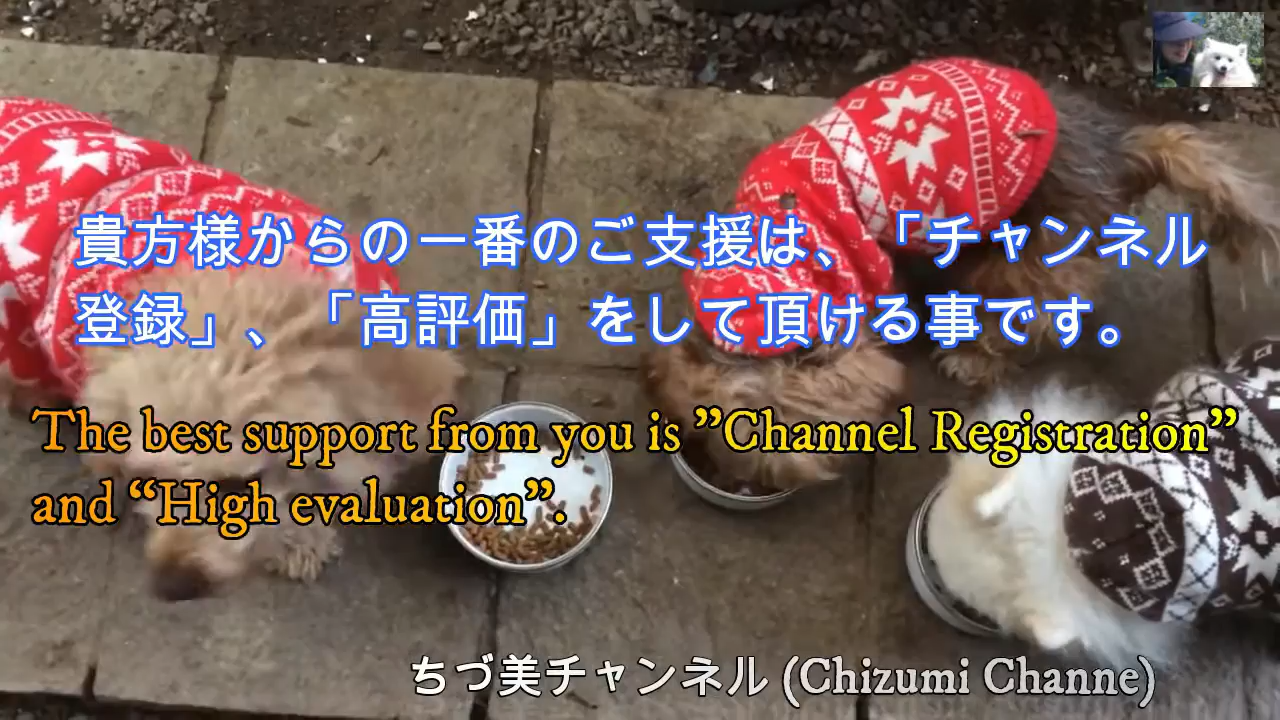 貴方様からの一番のご支援は、「チャンネル
登録」、「高評価」をして頂ける事です。
The best support from you is ”Channel Registration”
and “High evaluation”.
ちづ美チャンネル (Chizumi Channe)